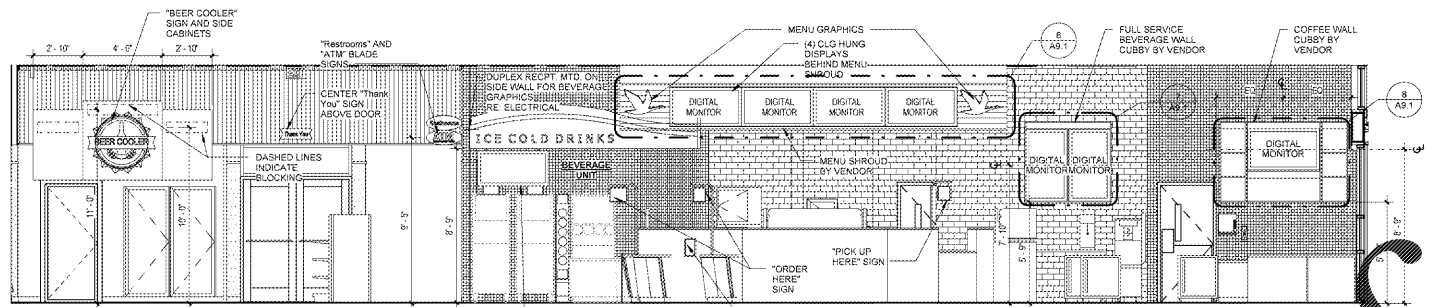 "BEER COOLER"
SIGN AND SIDE
CABINETS
2' - 10"
4' - 6"
2' - 10"
"Restrooms" AND
"ATM" BLADE
SIGNS
CENTER "Thank
You" SIGN
ABOVE DOOR
Thank You
BEER COOLER
DASHED LINES
INDICATE
BLOCKING
11' - 0"
10' - 0"
DUPLEX RECPT. MTD. ON
SIDE WALL FOR BEVERAGE
GRAPHICS
RE: ELECTRICAL
ICE COLD DRINKS
BEVERAGE
UNIT
MENU GRAPHICS
(4) CLG HUNG
DISPLAYS
BEHIND MENU
SHROUD
DIGITAL
MONITOR
DIGITAL
MONITOR
DIGITAL
MONITOR
DIGITAL
MONITOR
MENU SHROUD
BY VENDOR
"ORDER
HERE"
SIGN
"PICK UP
HERE" SIGN
8
A9.1
FULL SERVICE
BEVERAGE WALL
CUBBY BY VENDOR
DIGITAL
MONITOR
DIGITAL
MONITOR
7' - 10"
5' - 9"
COFFEE WALL
CUBBY BY
VENDOR
EQ
EQ
DIGITAL
MONITOR
8
A9.1
8' - 9"